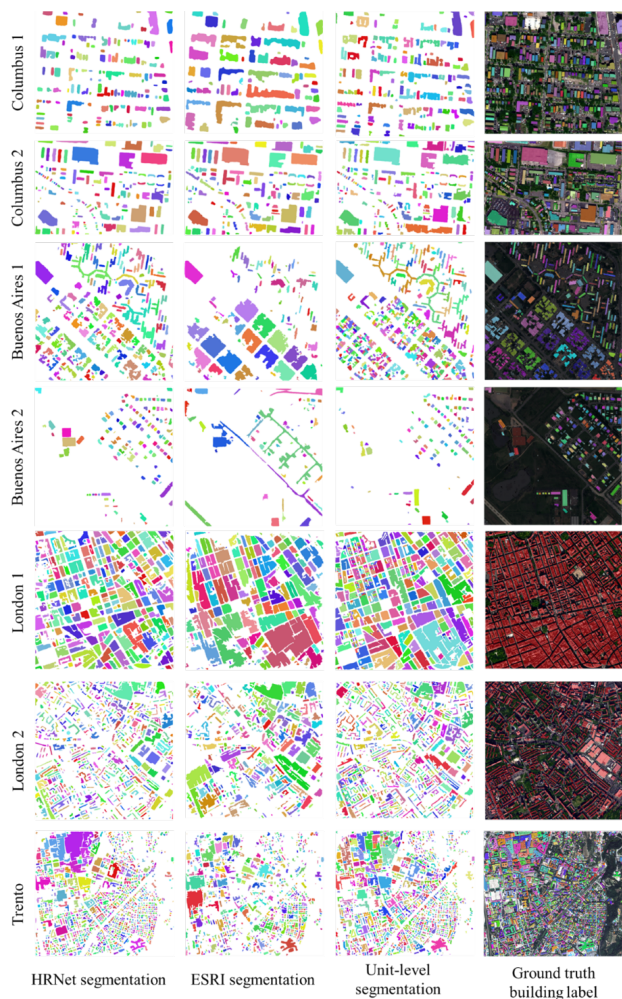 Columbus 1
Columbus 2
Buenos Aires 1
Buenos Aires 2
London 1
London 2
Trento
HRNet segmentation
ESRI segmentation
Unit-level
segmentation
Ground truth
building label